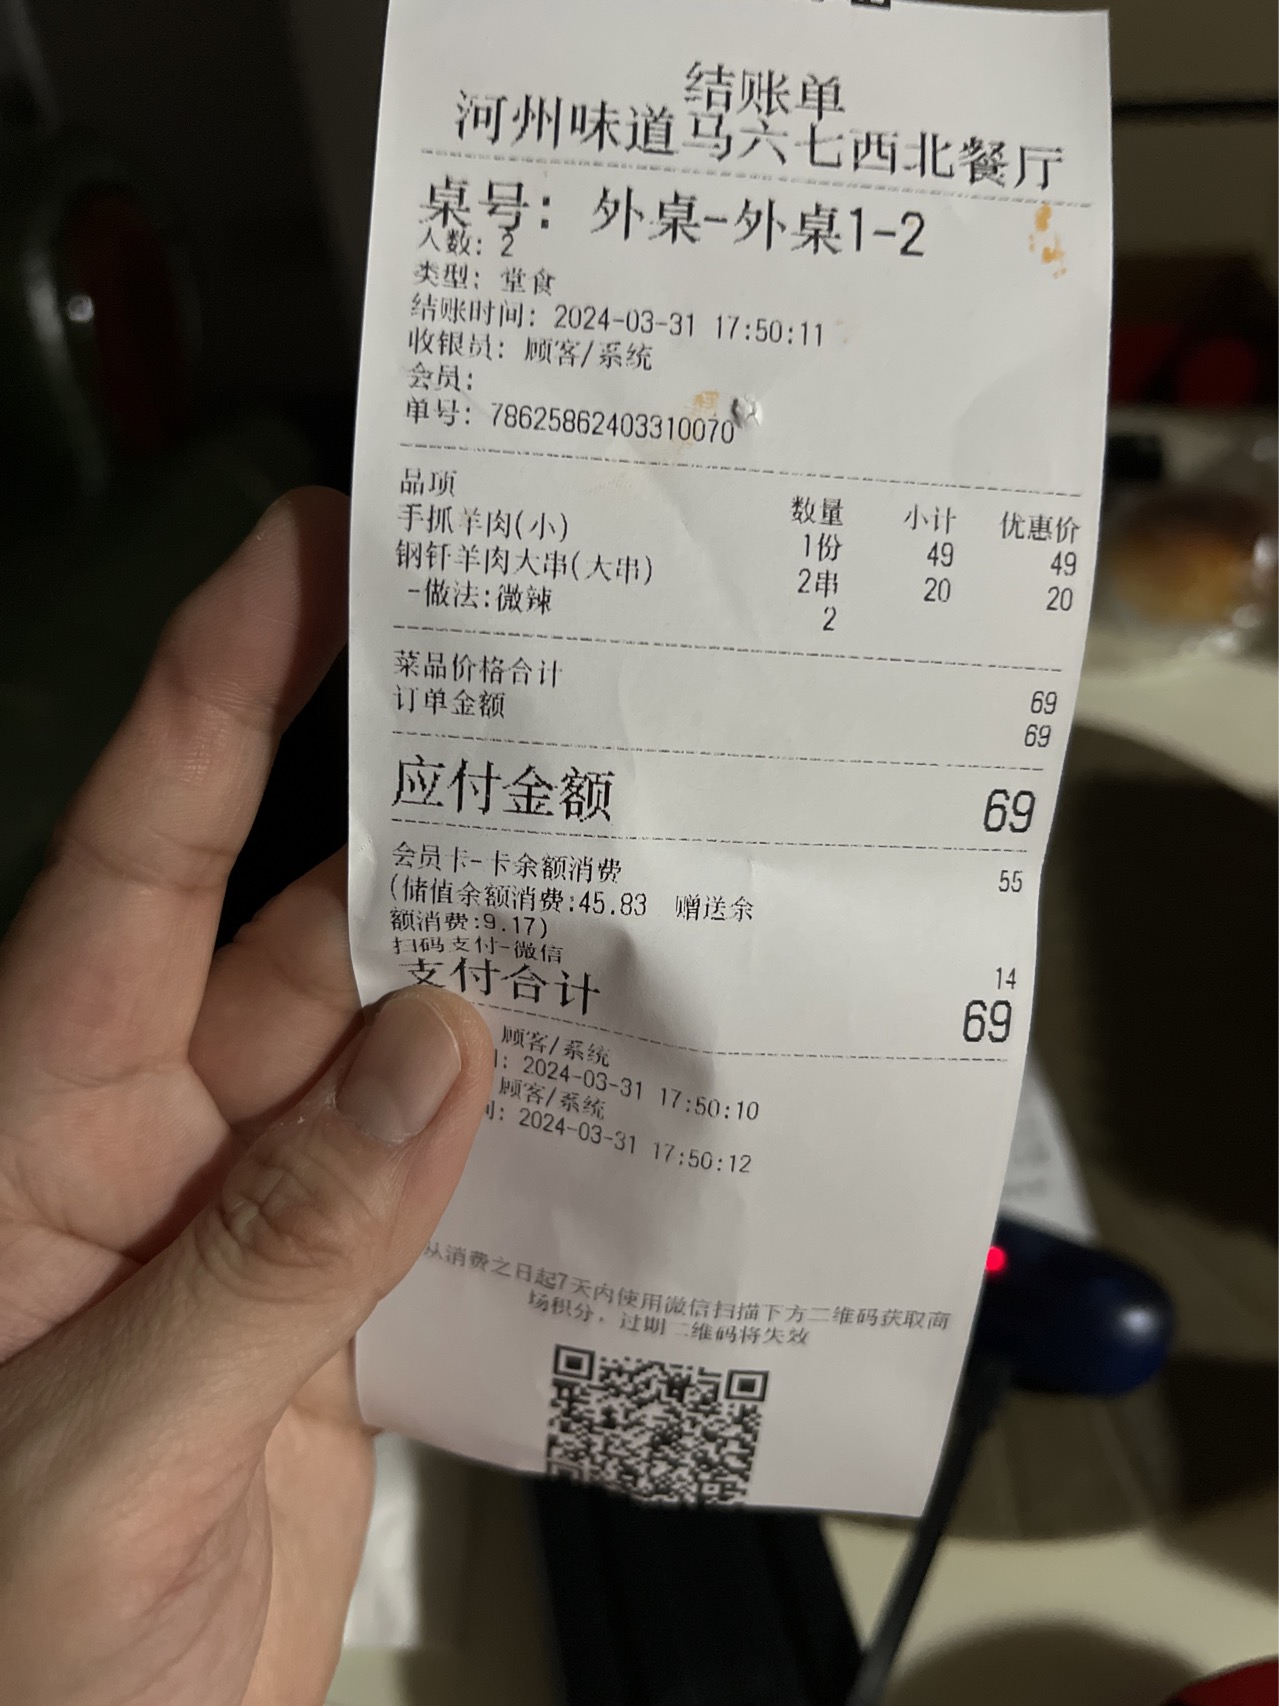 结账单
河州味道马六七西北餐厅
桌号: 外桌-外桌1-2
人数: 2
类型: 堂食
结账时间: 2024-03-31 17:50:11
收银员: 顾客/系统
会员:
单号: 78625862403310070
品项 数量 小计 优惠价
手抓羊肉(小) 1份 49 49
钢钎羊肉大串(大串) 2串 20 20
-做法:微辣 2
菜品价格合计 69
订单金额 69
应付金额 69
会员卡-卡余额消费 55
(储值余额消费:45.83 赠送余
额消费:9.17)
扫码支付-微信 14
支付合计 69
顾客/系统
: 2024-03-31 17:50:10
顾客/系统
间: 2024-03-31 17:50:12
从消费之日起7天内使用微信扫描下方二维码获取商
场积分，过期二维码将失效